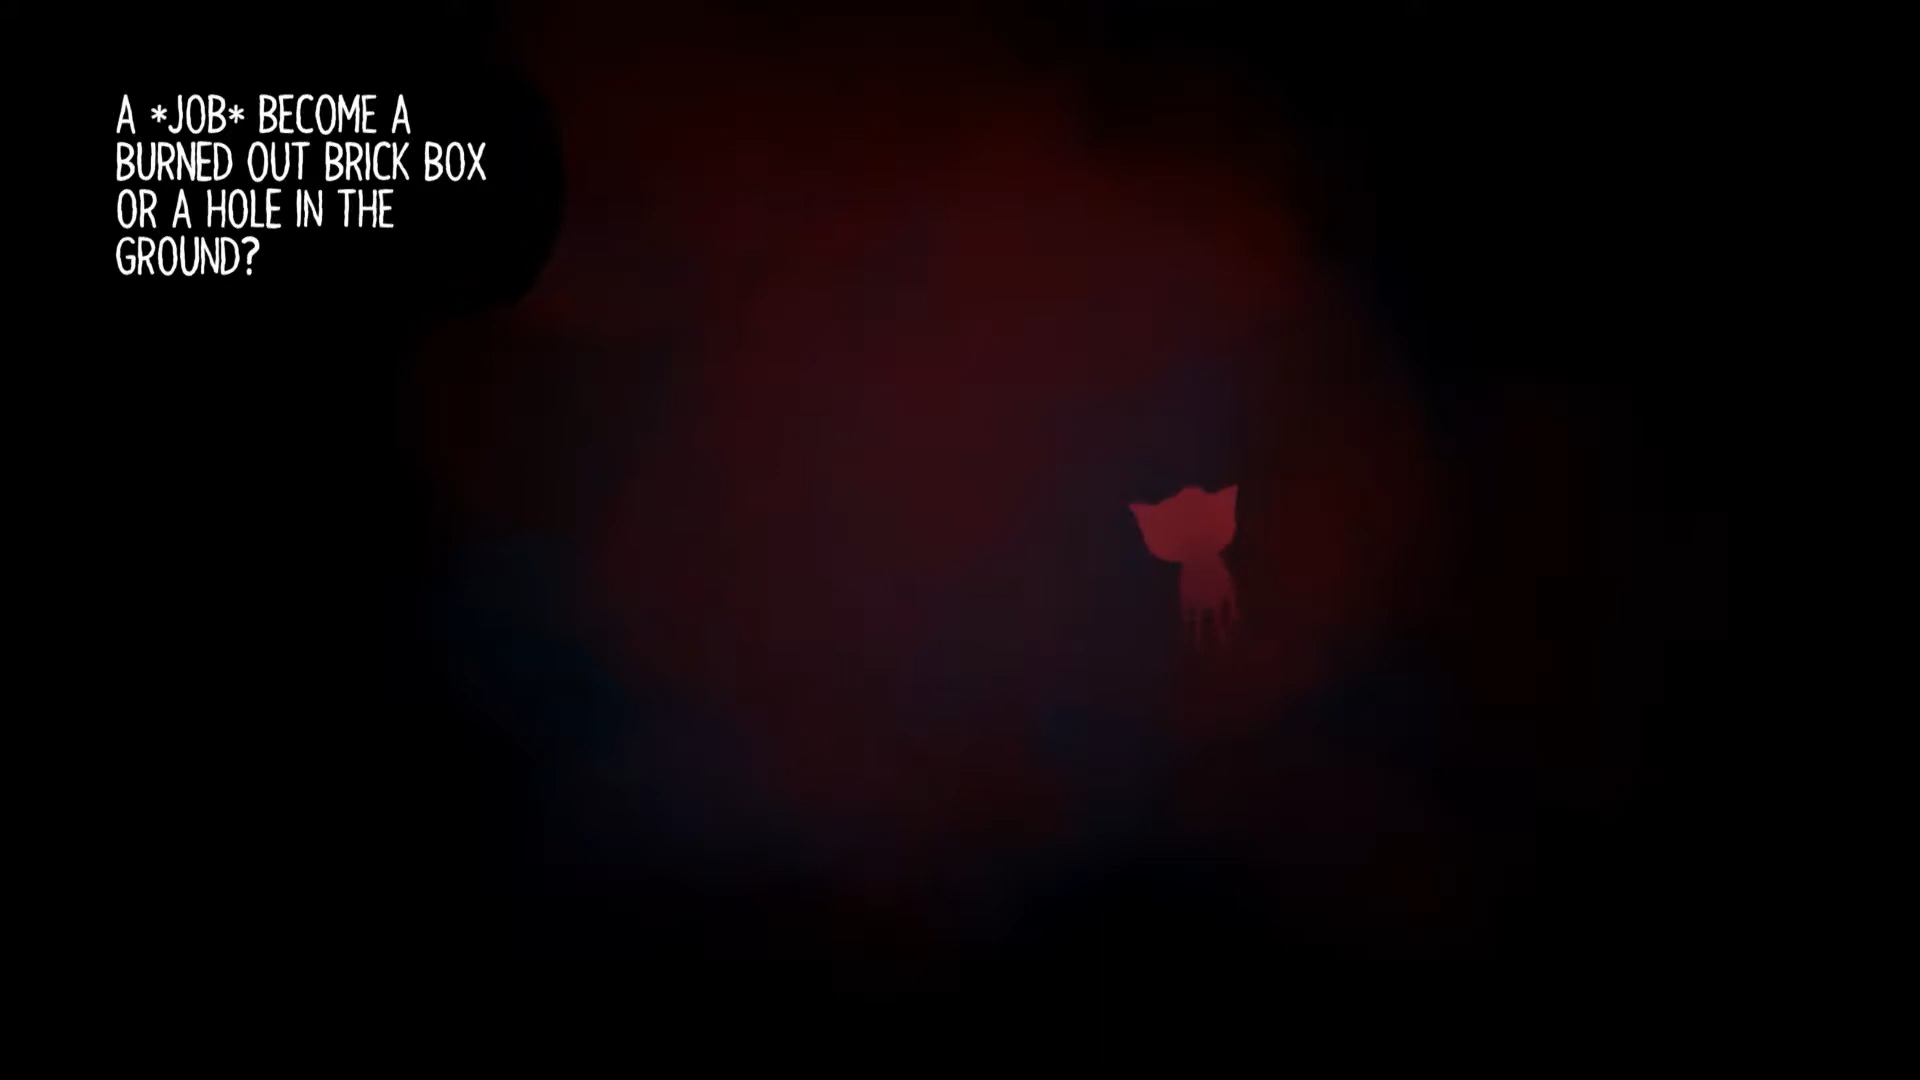 A *JOB* BECOME A
BURNED OUT BRICK BOX
OR A HOLE IN THE
GROUND?